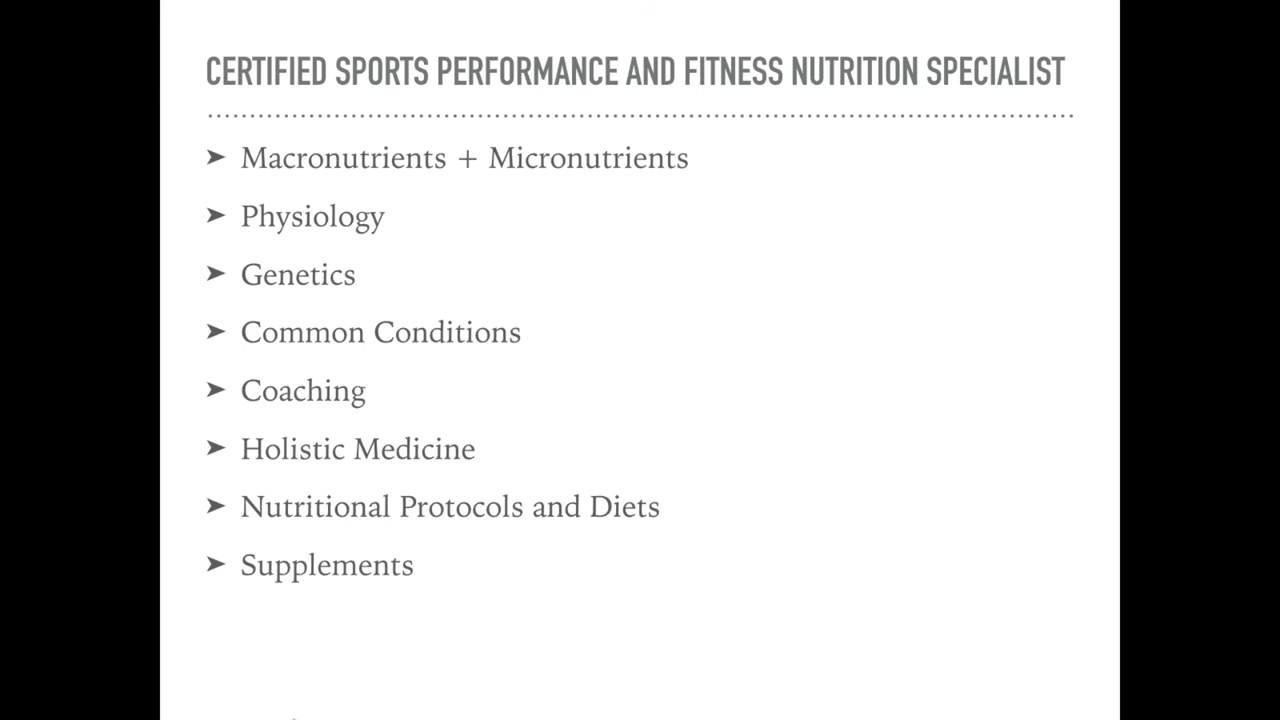 CERTIFIED SPORTS PERFORMANCE AND FITNESS NUTRITION SPECIALIST
➤ Macronutrients + Micronutrients
➤ Physiology
➤ Genetics
➤ Common Conditions
➤ Coaching
➤ Holistic Medicine
➤ Nutritional Protocols and Diets
➤ Supplements